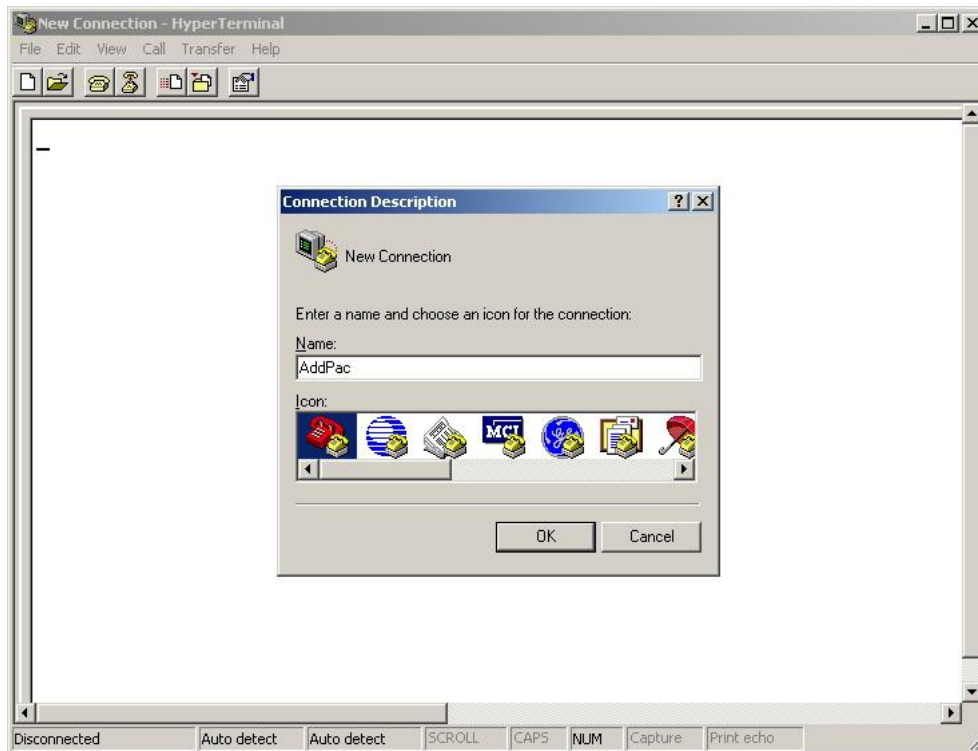 New Connection - HyperTerminal
File Edit View Call Transfer Help
Connection Description
New Connection
Enter a name and choose an icon for the connection:
Name:
AddPac
Icon:
MCI
OK Cancel
Disconnected Auto detect Auto detect SCROLL CAPS NUM Capture Print echo